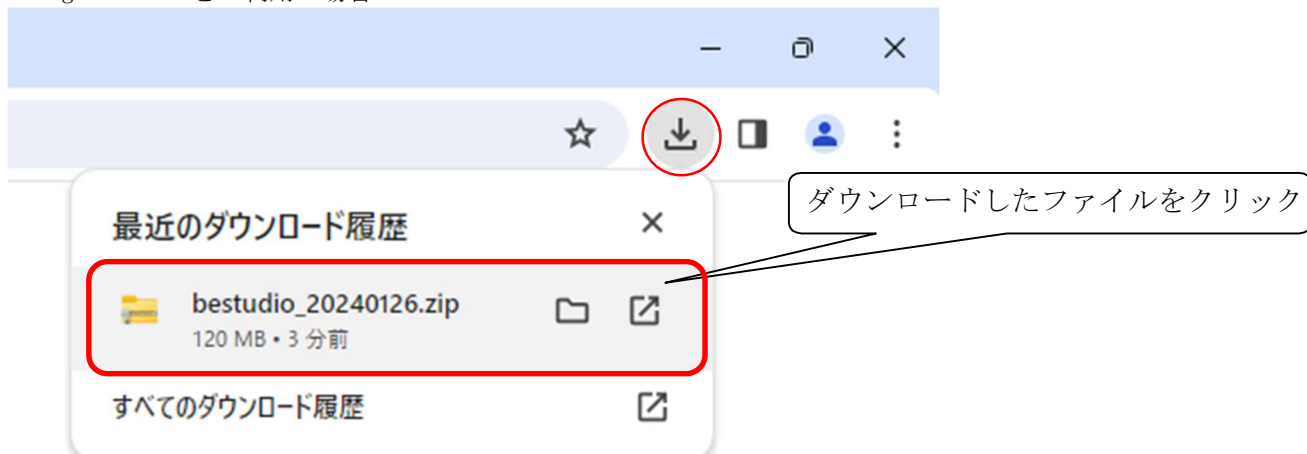 ダウンロードしたファイルをクリック
最近のダウンロード履歴
bestudio_20240126.zip
120 MB • 3 分前
すべてのダウンロード履歴